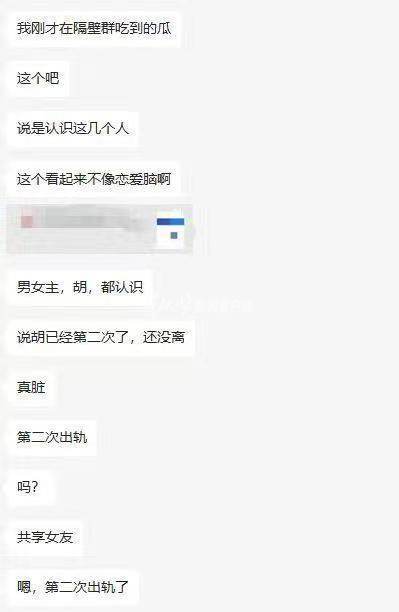 我刚才在隔壁群吃到的瓜
这个吧
说是认识这几个人
这个看起来不像恋爱脑啊
男女主，胡，都认识
说胡已经第二次了，还没离
真脏
第二次出轨
吗？
共享女友
嗯，第二次出轨了